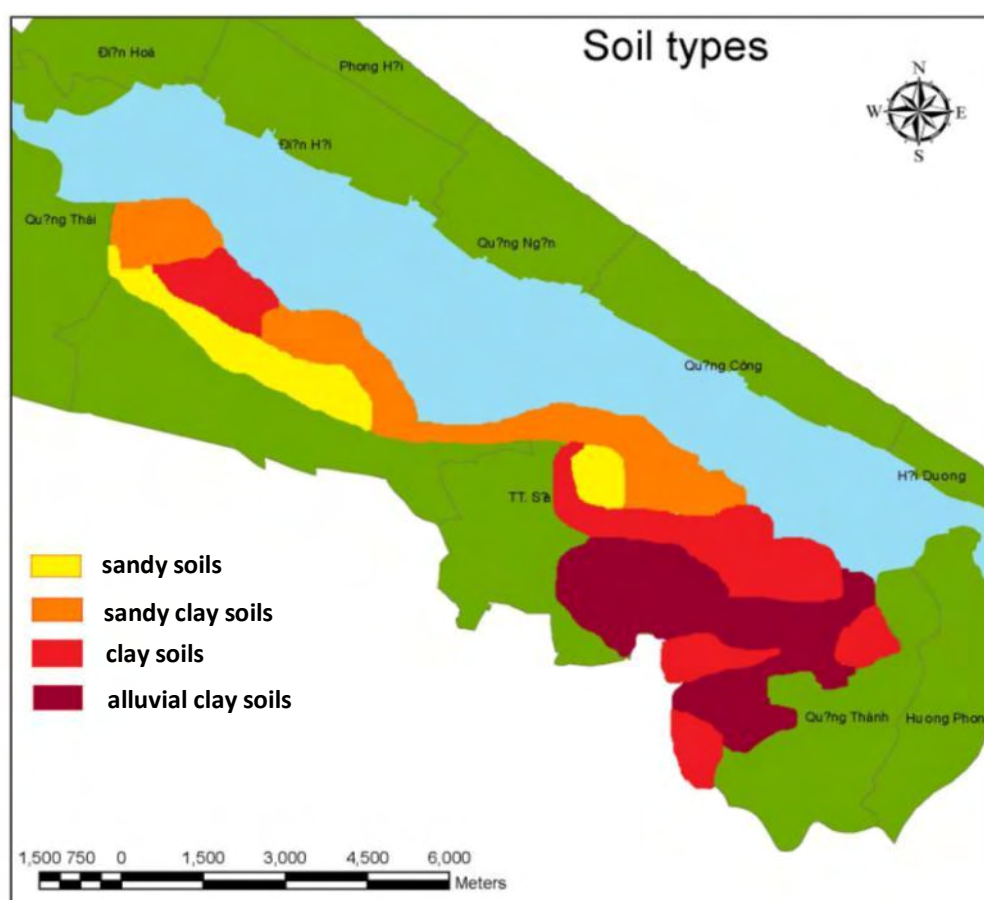 Soil types
Đi?n Hoà
Phong H?i
N
W E
S
Đi?n H?i
Qu?ng Thái
Qu?ng Ng?n
Qu?ng Công
H?i Duong
TT. S?a
sandy soils
sandy clay soils
clay soils
alluvial clay soils
Qu?ng Thành
Huong Phon
1,500 750 0 1,500 3,000 4,500 6,000
Meters